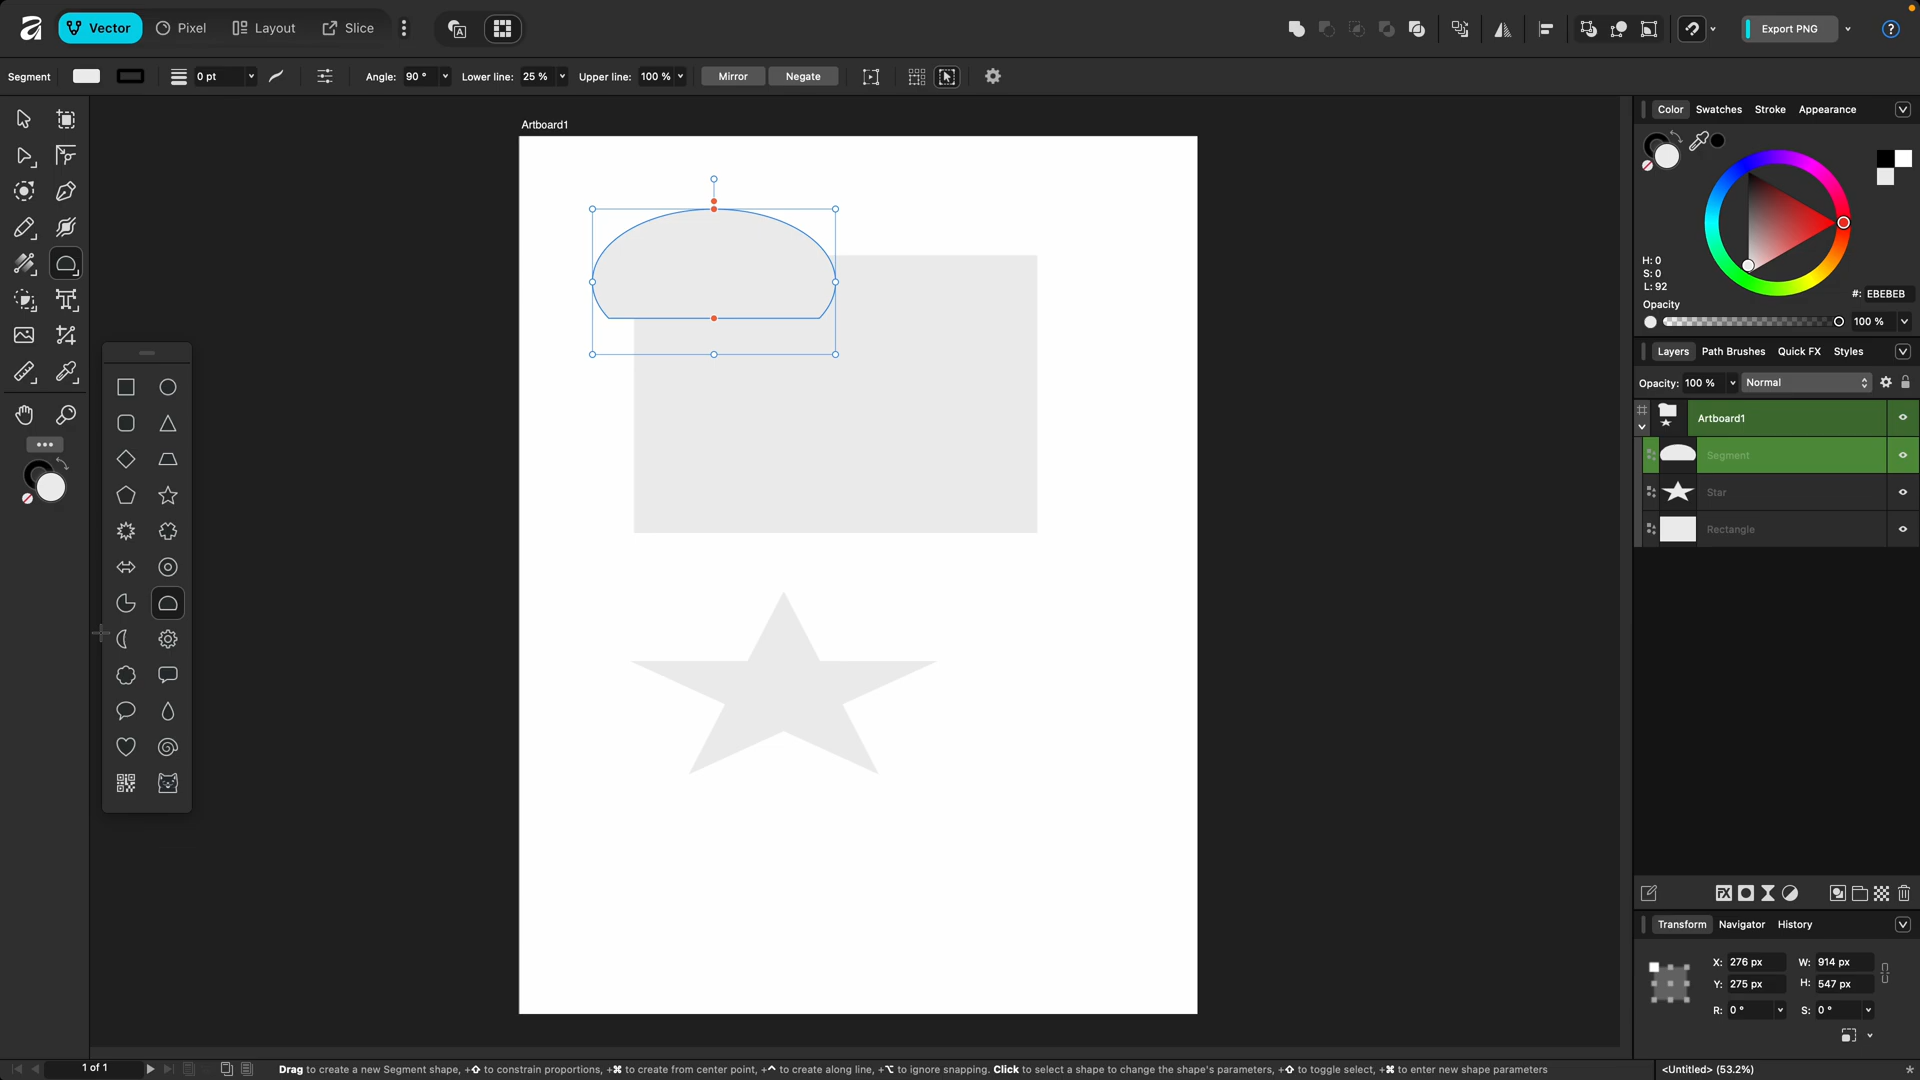 Vector
Pixel
Layout
Slice
Export PNG
?
Segment
0 pt
Angle: 90 °
Lower line: 25 %
Upper line: 100 %
Mirror
Negate
Artboard1
Color
Swatches
Stroke
Appearance
H: 0
S: 0
L: 92
#: EBEBEB
Opacity
100 %
Layers
Path Brushes
Quick FX
Styles
Opacity: 100 %
Normal
Artboard1
Segment
Star
Rectangle
FX
Transform
Navigator
History
X: 276 px
W: 914 px
Y: 275 px
H: 547 px
R: 0 °
S: 0 °
1 of 1
Drag to create a new Segment shape, +⇧ to constrain proportions, +⌘ to create from center point, +⌃ to create along line, +⌥ to ignore snapping. Click to select a shape to change the shape's parameters, +⇧ to toggle select, +⌘ to enter new shape parameters
<Untitled> (53.2%)